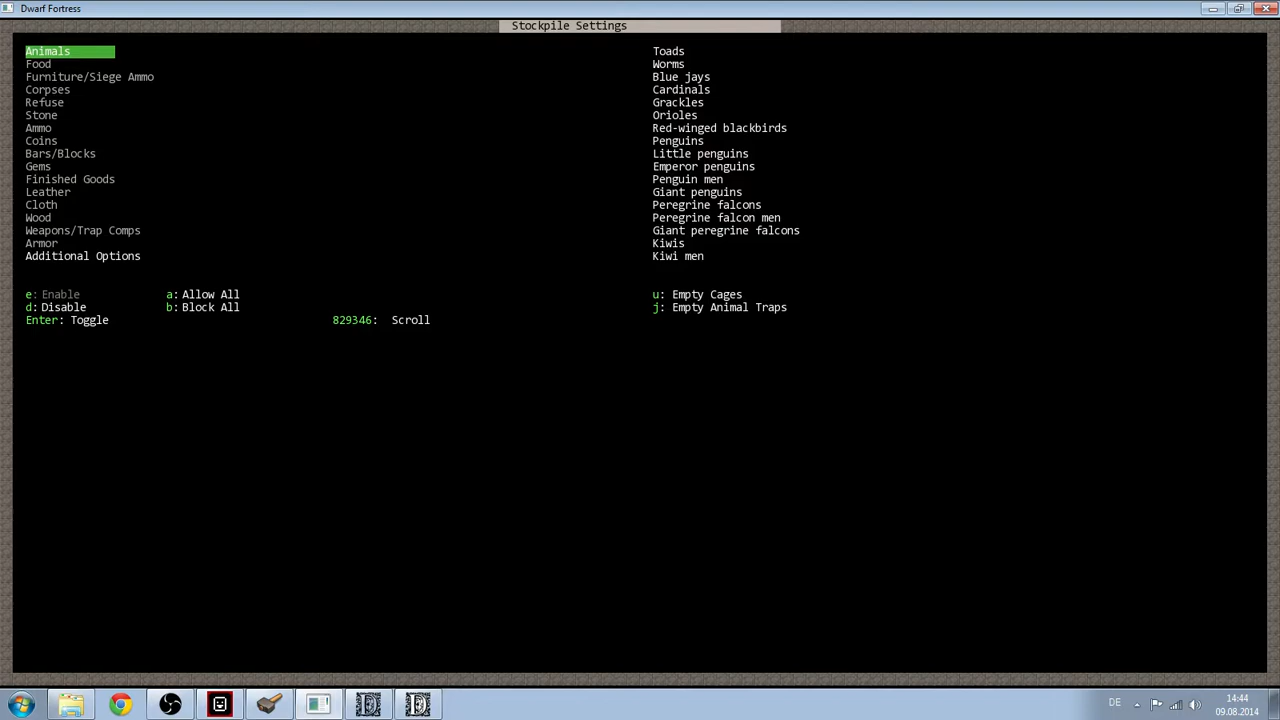 Dwarf Fortress
Stockpile Settings
Animals
Food
Furniture/Siege Ammo
Corpses
Refuse
Stone
Ammo
Coins
Bars/Blocks
Gems
Finished Goods
Leather
Cloth
Wood
Weapons/Trap Comps
Armor
Additional Options
Toads
Worms
Blue jays
Cardinals
Grackles
Orioles
Red-winged blackbirds
Penguins
Little penguins
Emperor penguins
Penguin men
Giant penguins
Peregrine falcons
Peregrine falcon men
Giant peregrine falcons
Kiwis
Kiwi men
e: Enable a: Allow All u: Empty Cages
d: Disable b: Block All j: Empty Animal Traps
Enter: Toggle 829346: Scroll
DE
14:44
09.08.2014